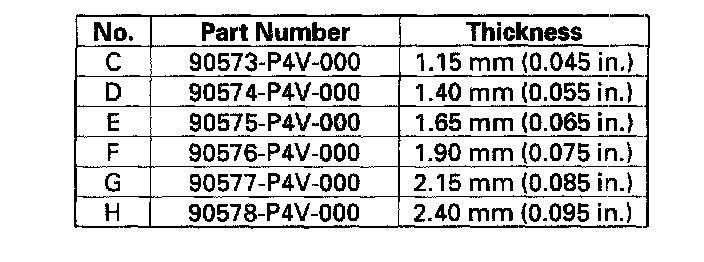 No. Part Number Thickness
C 90573-P4V-000 1.15 mm (0.045 in.)
D 90574-P4V-000 1.40 mm (0.055 in.)
E 90575-P4V-000 1.65 mm (0.065 in.)
F 90576-P4V-000 1.90 mm (0.075 in.)
G 90577-P4V-000 2.15 mm (0.085 in.)
H 90578-P4V-000 2.40 mm (0.095 in.)